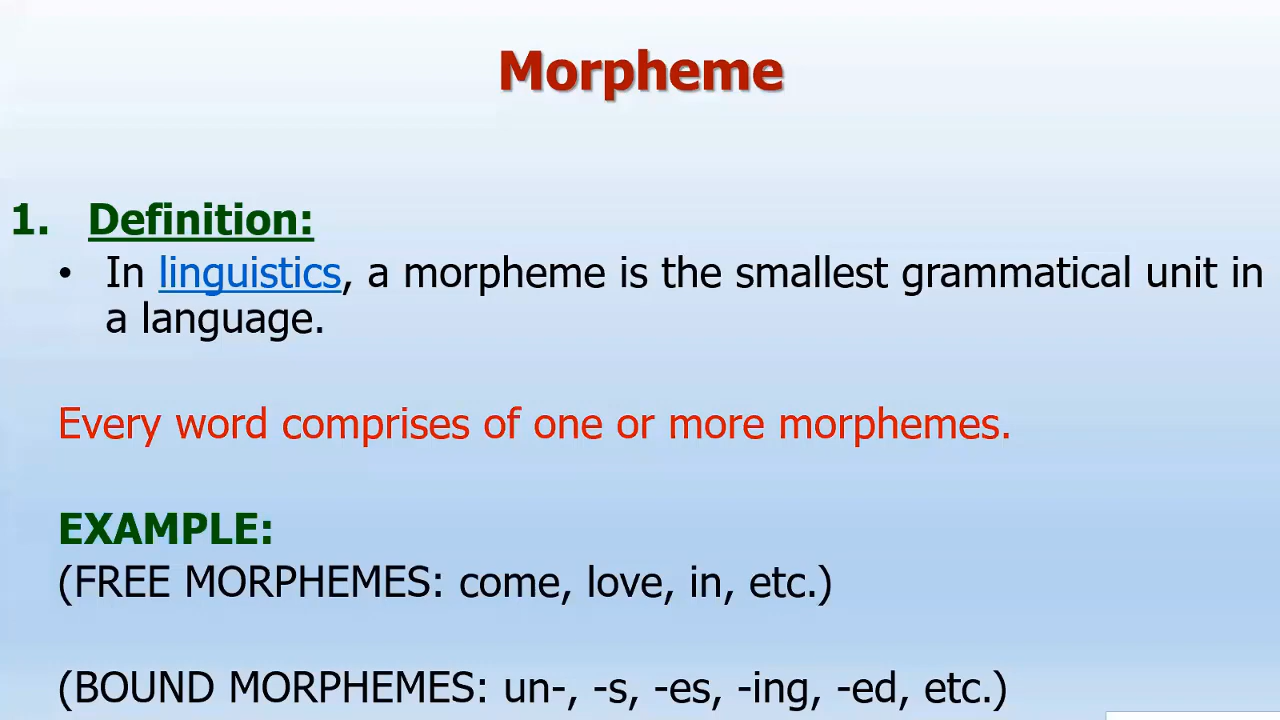 Morpheme
1. Definition:
• In linguistics, a morpheme is the smallest grammatical unit in
a language.
Every word comprises of one or more morphemes.
EXAMPLE:
(FREE MORPHEMES: come, love, in, etc.)
(BOUND MORPHEMES: un-, -s, -es, -ing, -ed, etc.)